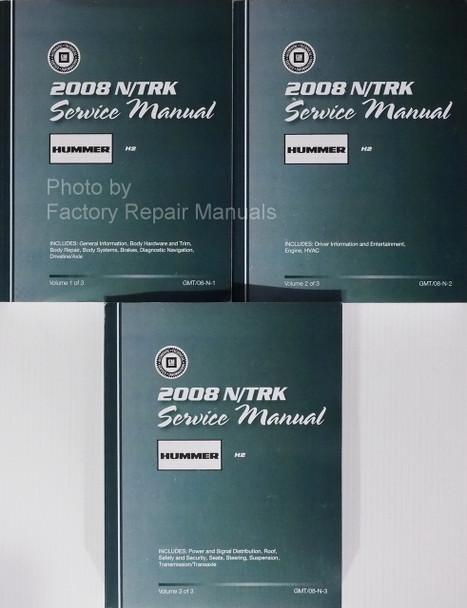 2008 N/TRK
Service Manual
HUMMER H2
Photo by
Factory Repair Manuals
INCLUDES: General Information, Body Hardware and Trim,
Body Repair, Body Systems, Brakes, Diagnostic Navigation,
Driveline/Axle
Volume 1 of 3 GMT/08-N-1
2008 N/TRK
Service Manual
HUMMER H2
INCLUDES: Driver Information and Entertainment,
Engine, HVAC
Volume 2 of 3 GMT/08-N-2
2008 N/TRK
Service Manual
HUMMER H2
INCLUDES: Power and Signal Distribution, Roof,
Safety and Security, Seats, Steering, Suspension,
Transmission/Transaxle
Volume 3 of 3 GMT/08-N-3
GM
GM
GM